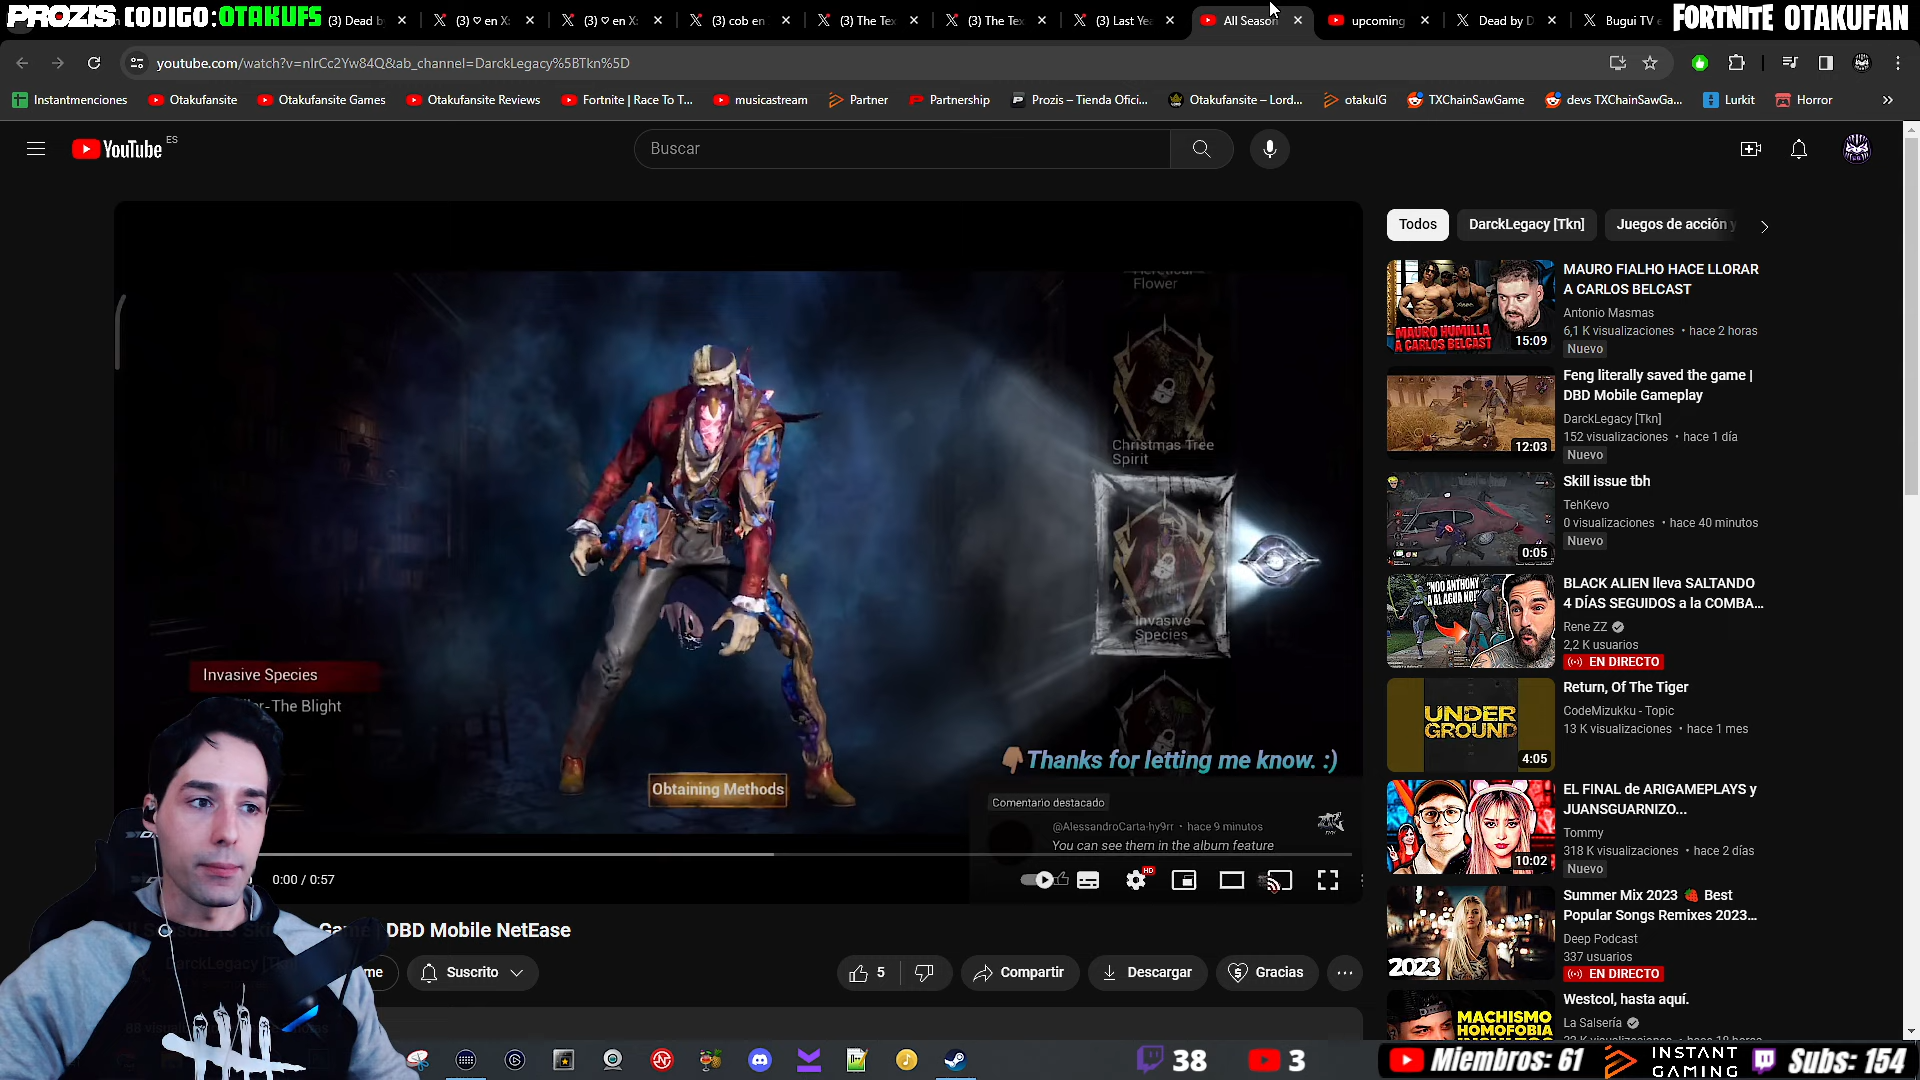 PROZIS CODIGO:OTAKUFS
(3) Dead b
(3) ♡ en X:
(3) ♡ en X:
(3) cob en
(3) The Tex
(3) The Tex
(3) Last Ye
All Season
upcoming
Dead by D
Bugui TV e
FORTNITE OTAKUFAN
youtube.com/watch?v=nIrCc2Yw84Q&ab_channel=DarckLegacy%5BTkn%5D
Instantmenciones
Otakufansite
Otakufansite Games
Otakufansite Reviews
Fortnite | Race To T...
musicastream
Partner
Partnership
Prozis – Tienda Ofici...
Otakufansite – Lord...
otakuIG
TXChainSawGame
devs TXChainSawGa...
Lurkit
Horror
YouTube ES
Buscar
Todos
DarckLegacy [Tkn]
Juegos de acción y
Flower
Christmas Tree
Spirit
Invasive
Species
Invasive Species
-The Blight
Obtaining Methods
Thanks for letting me know. :)
Comentario destacado
@AlessandroCarta-hy9rr • hace 9 minutos
You can see them in the album feature
0:00 / 0:57
HD
DBD Mobile NetEase
me
Suscrito
5
Compartir
Descargar
Gracias
MAURO FIALHO HACE LLORAR
A CARLOS BELCAST
Antonio Masmas
6,1 K visualizaciones • hace 2 horas
Nuevo
MAURO HUMILLA
A CARLOS BELCAST
15:09
Feng literally saved the game |
DBD Mobile Gameplay
DarckLegacy [Tkn]
152 visualizaciones • hace 1 día
Nuevo
12:03
Skill issue tbh
TehKevo
0 visualizaciones • hace 40 minutos
Nuevo
0:05
BLACK ALIEN lleva SALTANDO
4 DÍAS SEGUIDOS a la COMBA...
Rene ZZ
2,2 K usuarios
EN DIRECTO
"NOO ANTHONY
A AL AGUA NO!"
Return, Of The Tiger
CodeMizukku - Topic
13 K visualizaciones • hace 1 mes
UNDER
GROUND
4:05
EL FINAL de ARIGAMEPLAYS y
JUANSGUARNIZO...
Tommy
318 K visualizaciones • hace 2 días
Nuevo
10:02
Summer Mix 2023 🍓 Best
Popular Songs Remixes 2023...
Deep Podcast
337 usuarios
EN DIRECTO
2023
Westcol, hasta aquí.
La Salsería
MACHISMO
HOMOFOBIA
38
3
Miembros: 61
INSTANT
GAMING
Subs: 154